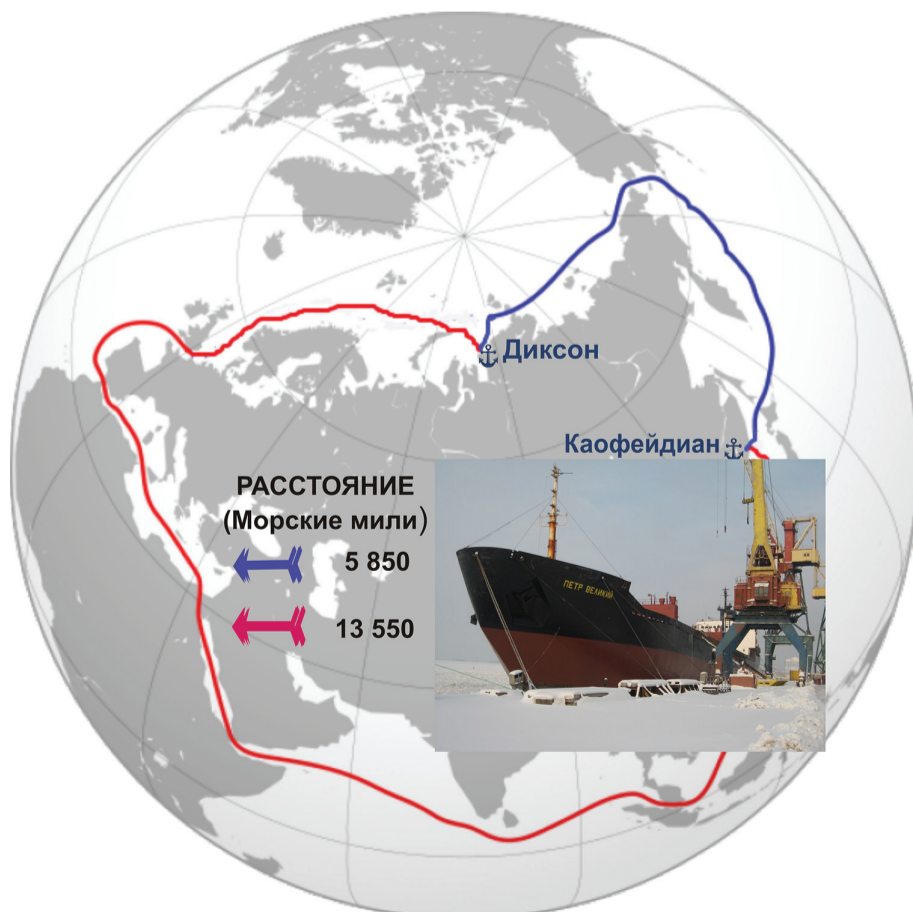 Диксон
Каофейдиан
РАССТОЯНИЕ
(Морские мили)
5 850
13 550
ПЕТР ВЕЛИКИЙ